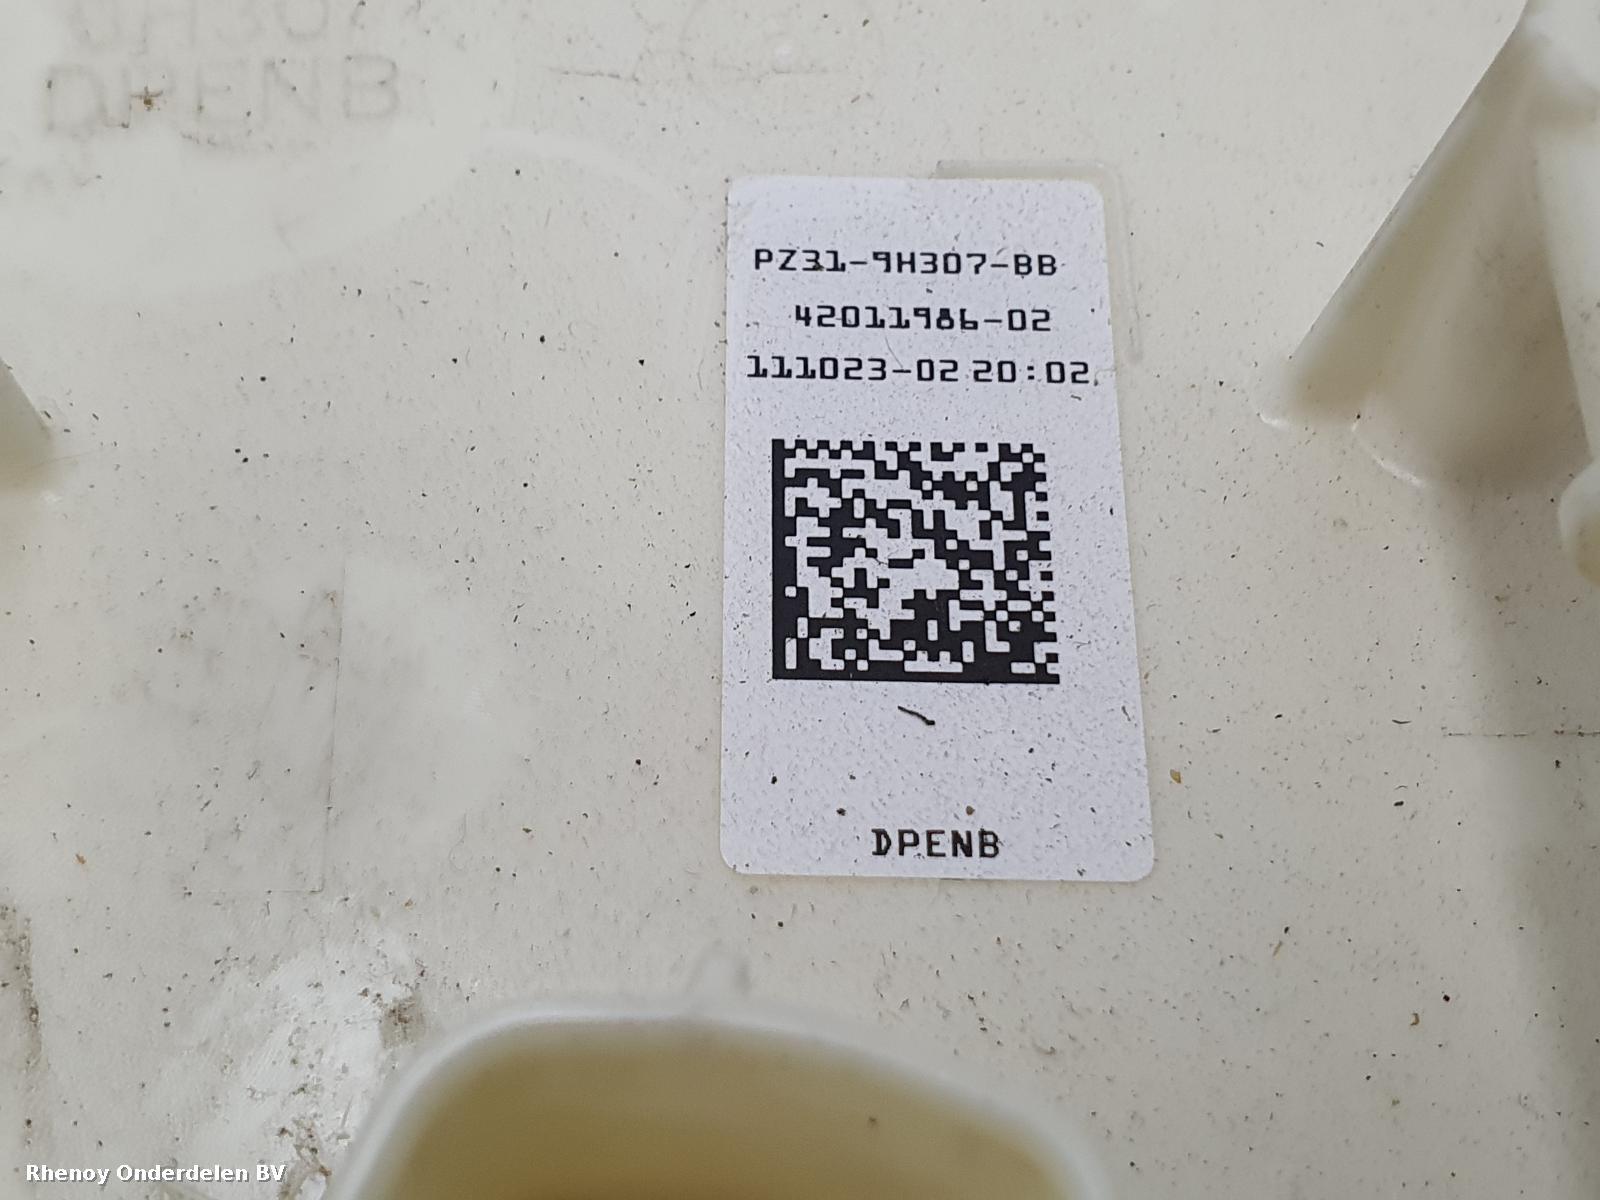 DPENB
PZ31-9H307-BB
42011986-02
111023-02 20:02
DPENB
Rhenoy Onderdelen BV